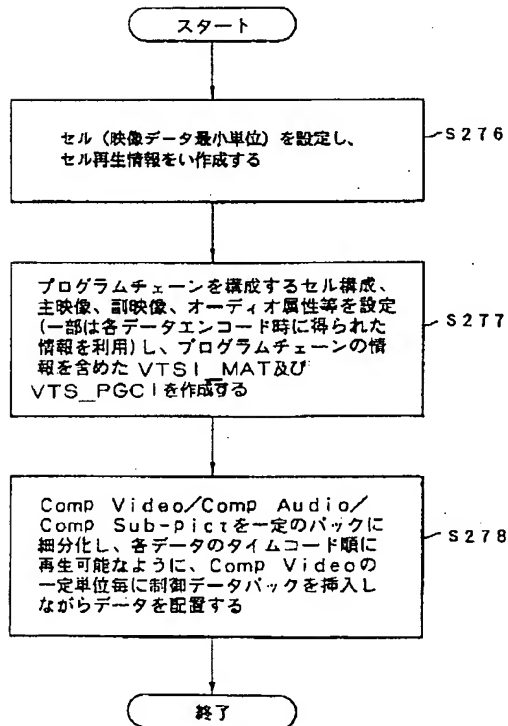 スタート
セル（映像データ最小単位）を設定し、
セル再生情報をい作成する
S276
プログラムチェーンを構成するセル構成、
主映像、副映像、オーディオ属性等を設定
(一部は各データエンコード時に得られた
情報を利用)し、プログラムチェーンの情
報を含めた VTSI_MAT及び
VTS_PGCIを作成する
S277
Comp Video/Comp Audio/
Comp Sub-pictを一定のパックに
細分化し、各データのタイムコード順に
再生可能なように、Comp Videoの
一定単位毎に制御データパックを挿入し
ながらデータを配置する
S278
終了